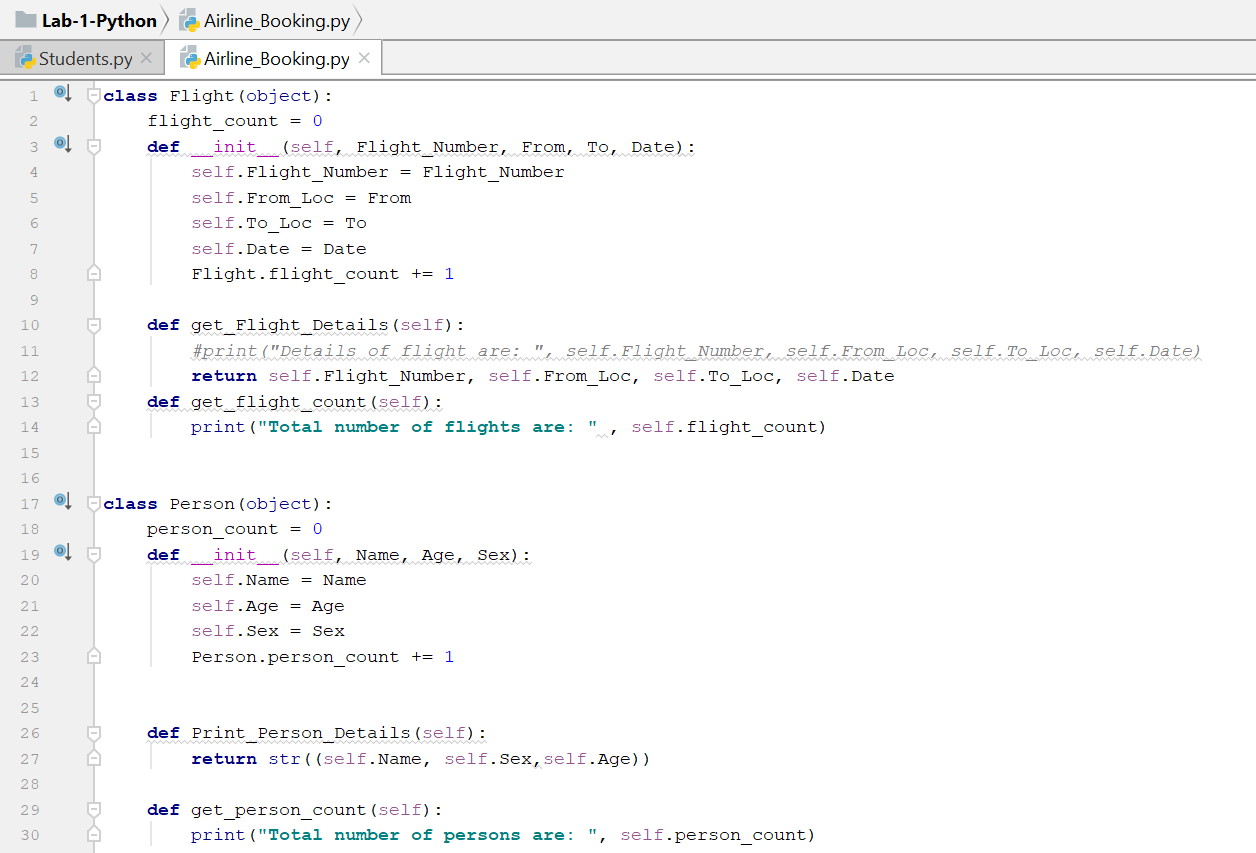 Lab-1-Python Airline_Booking.py
Students.py Airline_Booking.py
1 class Flight(object):
2     flight_count = 0
3     def __init__(self, Flight_Number, From, To, Date):
4         self.Flight_Number = Flight_Number
5         self.From_Loc = From
6         self.To_Loc = To
7         self.Date = Date
8         Flight.flight_count += 1
9
10     def get_Flight_Details(self):
11         #print("Details of flight are: ", self.Flight_Number, self.From_Loc, self.To_Loc, self.Date)
12         return self.Flight_Number, self.From_Loc, self.To_Loc, self.Date
13     def get_flight_count(self):
14         print("Total number of flights are: " , self.flight_count)
15
16
17 class Person(object):
18     person_count = 0
19     def __init__(self, Name, Age, Sex):
20         self.Name = Name
21         self.Age = Age
22         self.Sex = Sex
23         Person.person_count += 1
24
25
26     def Print_Person_Details(self):
27         return str((self.Name, self.Sex,self.Age))
28
29     def get_person_count(self):
30         print("Total number of persons are: ", self.person_count)